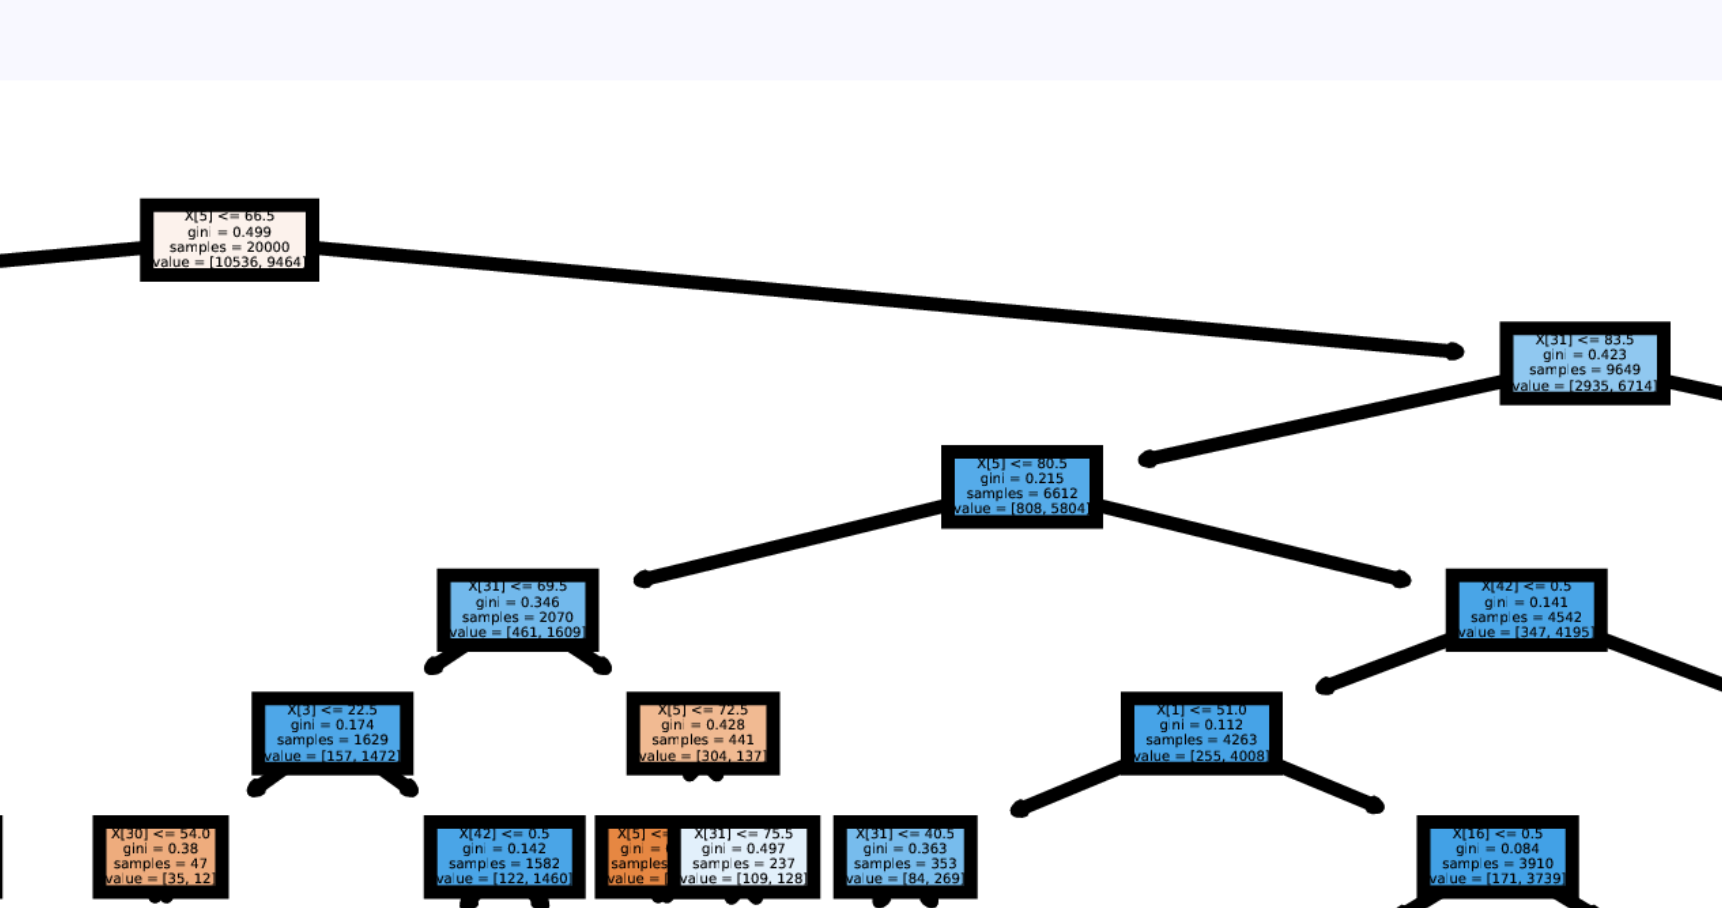 X[5] <= 66.5
gini = 0.499
samples = 20000
value = [10536, 9464]
X[31] <= 83.5
gini = 0.423
samples = 9649
value = [2935, 6714]
X[5] <= 80.5
gini = 0.215
samples = 6612
value = [808, 5804]
X[31] <= 69.5
gini = 0.346
samples = 2070
value = [461, 1609]
X[42] <= 0.5
gini = 0.141
samples = 4542
value = [347, 4195]
X[3] <= 22.5
gini = 0.174
samples = 1629
value = [157, 1472]
X[5] <= 72.5
gini = 0.428
samples = 441
value = [304, 137]
X[1] <= 51.0
gini = 0.112
samples = 4263
value = [255, 4008]
X[30] <= 54.0
gini = 0.38
samples = 47
value = [35, 12]
X[42] <= 0.5
gini = 0.142
samples = 1582
value = [122, 1460]
X[5] <=
gini =
samples
value =
X[31] <= 75.5
gini = 0.497
samples = 237
value = [109, 128]
X[31] <= 40.5
gini = 0.363
samples = 353
value = [84, 269]
X[16] <= 0.5
gini = 0.084
samples = 3910
value = [171, 3739]